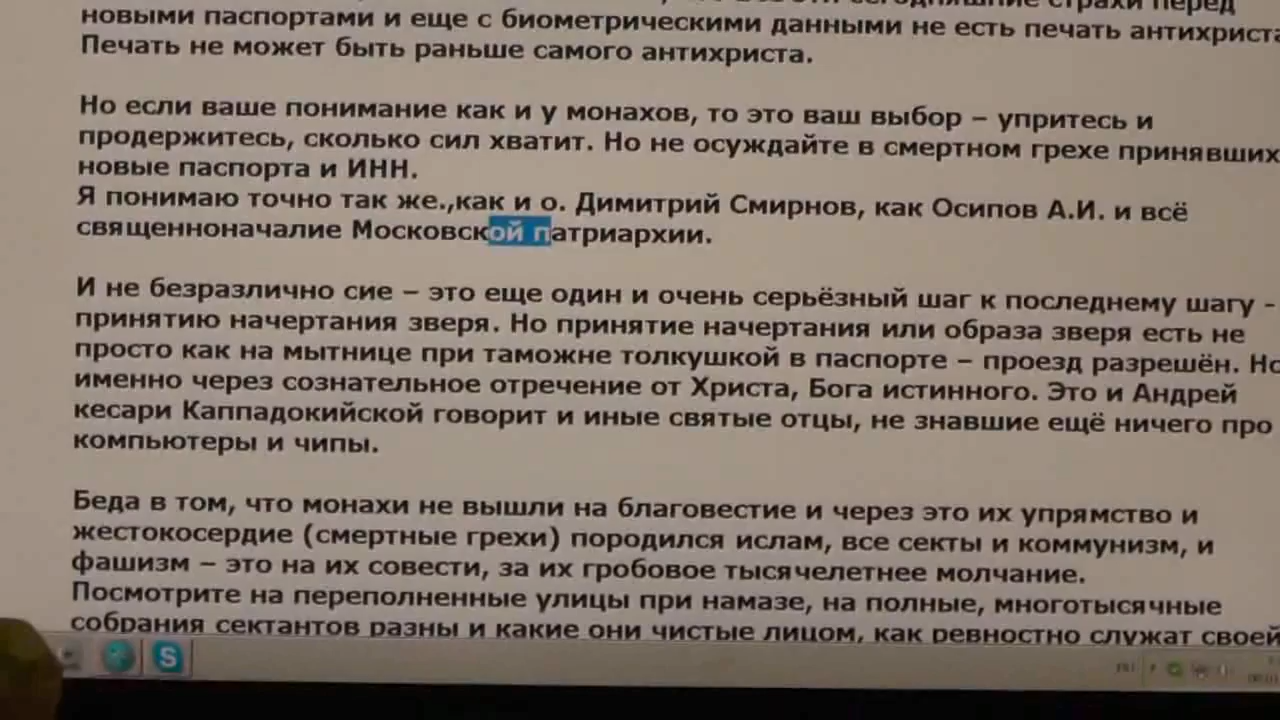 новыми паспортами и еще с биометрическими данными не есть печать антихриста
Печать не может быть раньше самого антихриста.
Но если ваше понимание как и у монахов, то это ваш выбор – упритесь и
продержитесь, сколько сил хватит. Но не осуждайте в смертном грехе принявших
новые паспорта и ИНН.
Я понимаю точно так же.,как и о. Димитрий Смирнов, как Осипов А.И. и всё
священноначалие Московской патриархии.
И не безразлично сие – это еще один и очень серьёзный шаг к последнему шагу -
принятию начертания зверя. Но принятие начертания или образа зверя есть не
просто как на мытнице при таможне толкушкой в паспорте – проезд разрешён. Но
именно через сознательное отречение от Христа, Бога истинного. Это и Андрей
кесари Каппадокийской говорит и иные святые отцы, не знавшие ещё ничего про
компьютеры и чипы.
Беда в том, что монахи не вышли на благовестие и через это их упрямство и
жестокосердие (смертные грехи) породился ислам, все секты и коммунизм, и
фашизм – это на их совести, за их гробовое тысячелетнее молчание.
Посмотрите на переполненные улицы при намазе, на полные, многотысячные
собрания сектантов разны и какие они чистые лицом, как ревностно служат своей
S